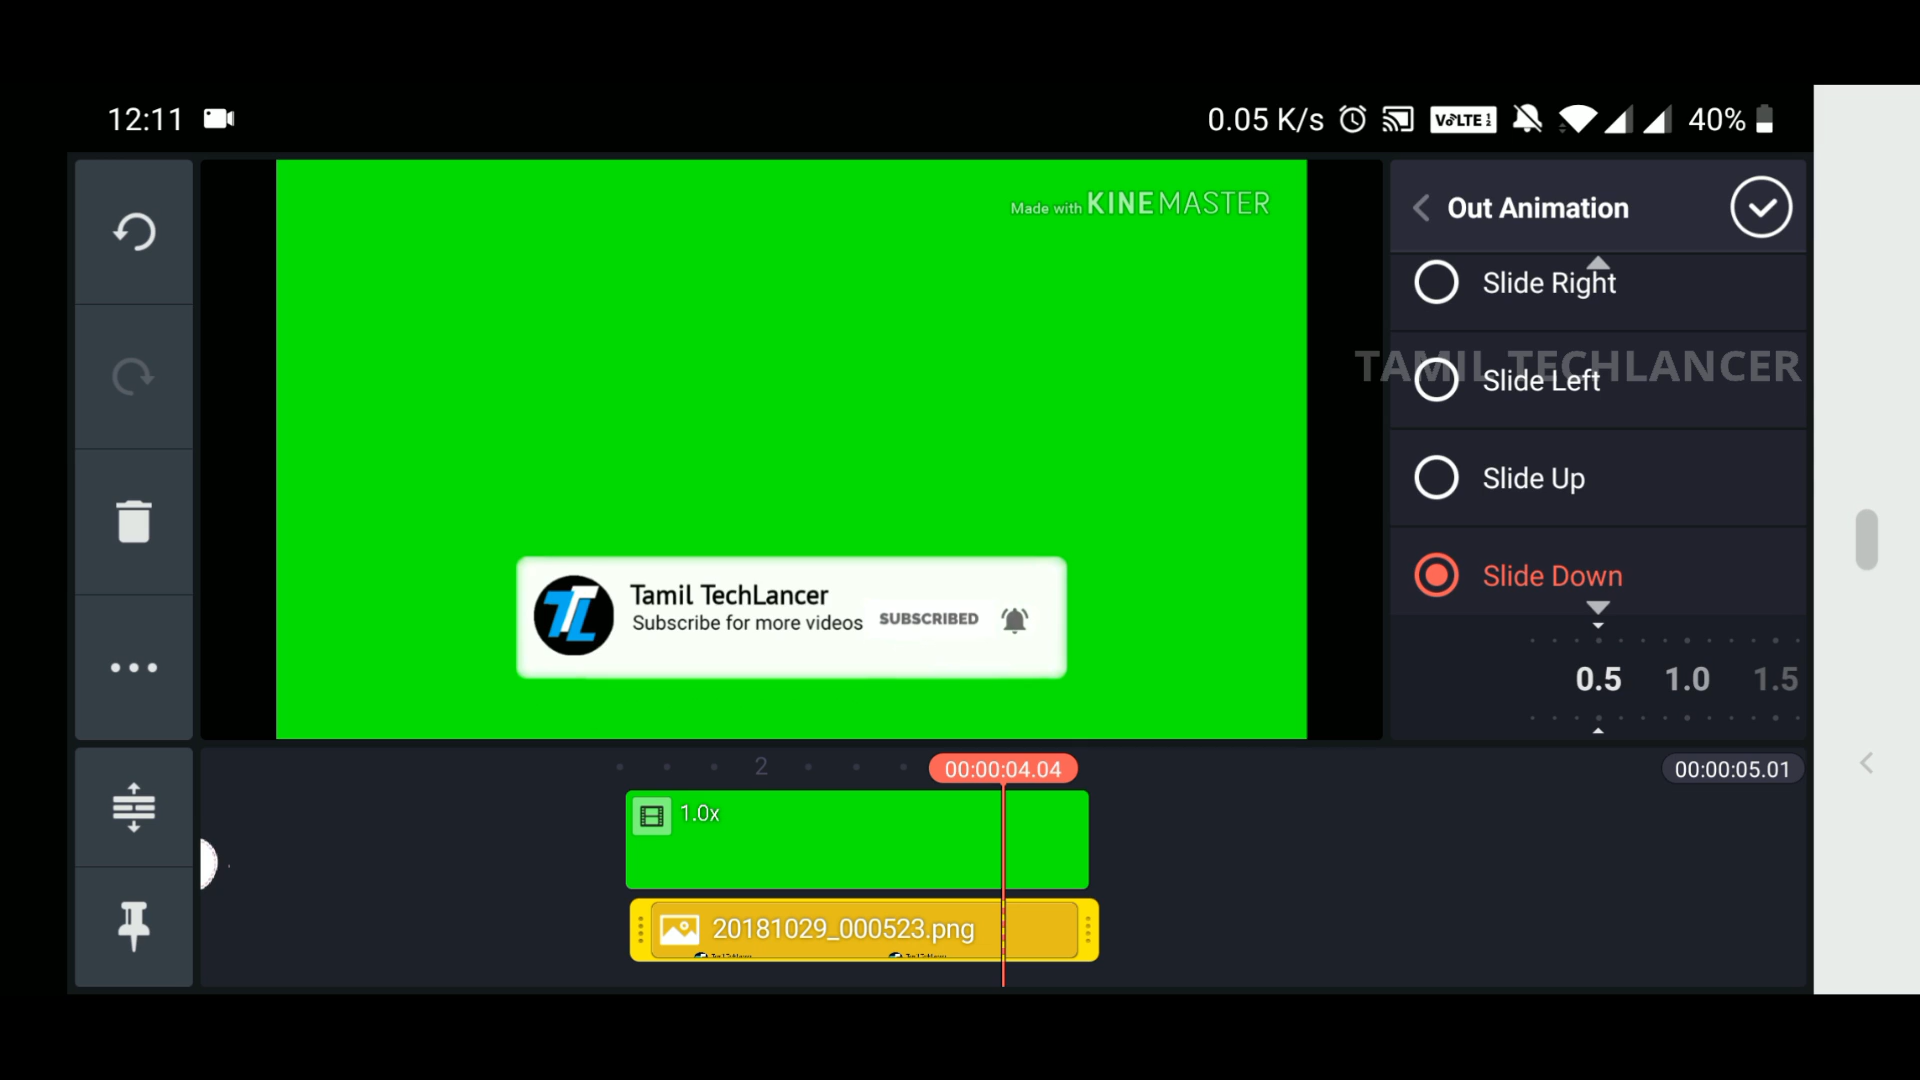 12:11
0.05 K/s
VoLTE
40%
Made with KINEMASTER
Out Animation
Slide Right
TAMIL TECHLANCER
Slide Left
Slide Up
Slide Down
0.5 1.0 1.5
TL
Tamil TechLancer
Subscribe for more videos
SUBSCRIBED
2
00:00:04.04
00:00:05.01
1.0x
20181029_000523.png